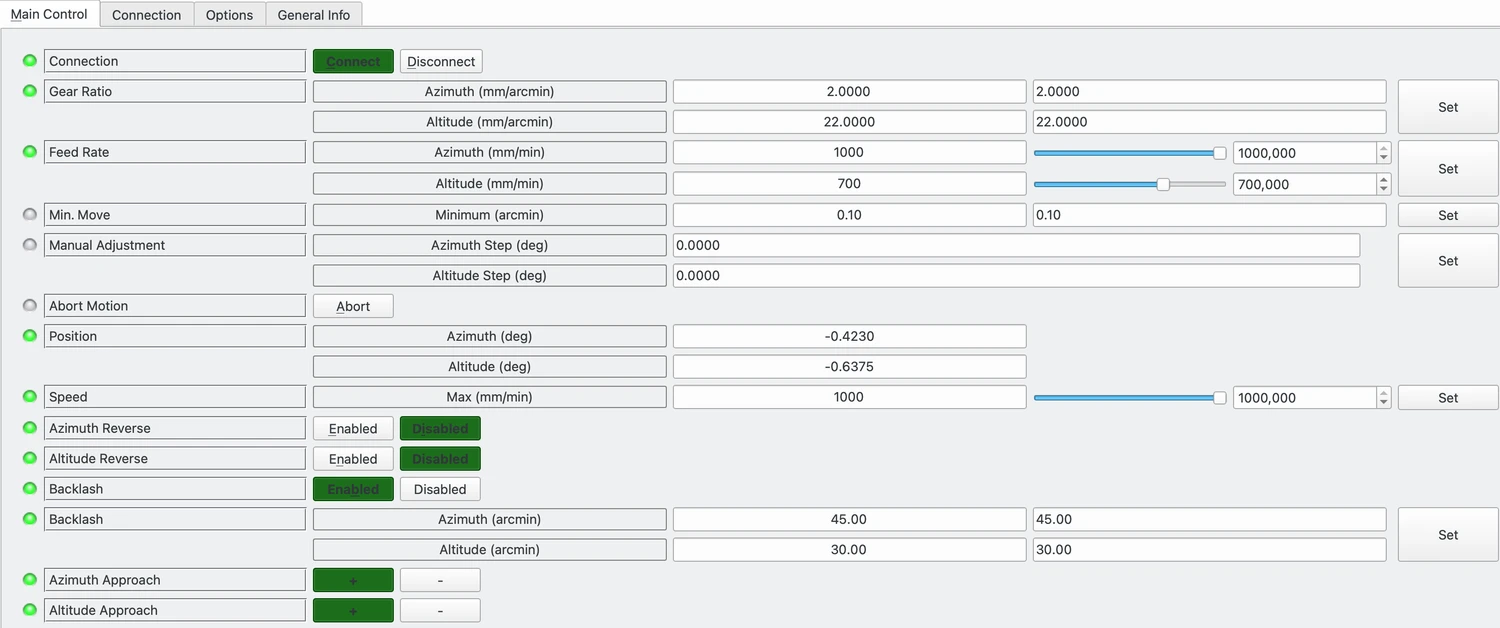 Main Control Connection Options General Info
Connection Connect Disconnect
Gear Ratio Azimuth (mm/arcmin) 2.0000 2.0000 Set
Altitude (mm/arcmin) 22.0000 22.0000
Feed Rate Azimuth (mm/min) 1000 1000,000 Set
Altitude (mm/min) 700 700,000
Min. Move Minimum (arcmin) 0.10 0.10 Set
Manual Adjustment Azimuth Step (deg) 0.0000 Set
Altitude Step (deg) 0.0000
Abort Motion Abort
Position Azimuth (deg) -0.4230
Altitude (deg) -0.6375
Speed Max (mm/min) 1000 1000,000 Set
Azimuth Reverse Enabled Disabled
Altitude Reverse Enabled Disabled
Backlash Enabled Disabled
Backlash Azimuth (arcmin) 45.00 45.00 Set
Altitude (arcmin) 30.00 30.00
Azimuth Approach + -
Altitude Approach + -